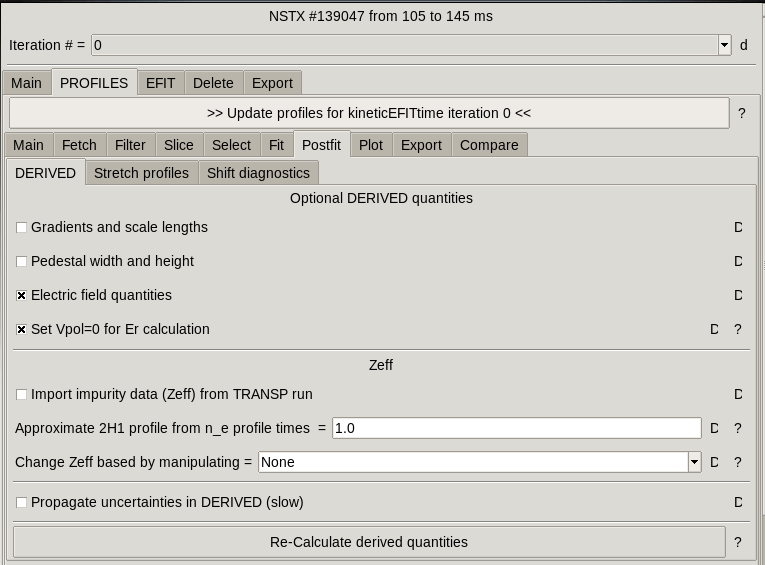 NSTX #139047 from 105 to 145 ms
Iteration # = 0 d
Main PROFILES EFIT Delete Export
>> Update profiles for kineticEFITtime iteration 0 << ?
Main Fetch Filter Slice Select Fit Postfit Plot Export Compare
DERIVED Stretch profiles Shift diagnostics
Optional DERIVED quantities
Gradients and scale lengths D
Pedestal width and height D
Electric field quantities D
Set Vpol=0 for Er calculation D ?
Zeff
Import impurity data (Zeff) from TRANSP run D
Approximate 2H1 profile from n_e profile times = 1.0 D ?
Change Zeff based by manipulating = None D ?
Propagate uncertainties in DERIVED (slow) D
Re-Calculate derived quantities ?